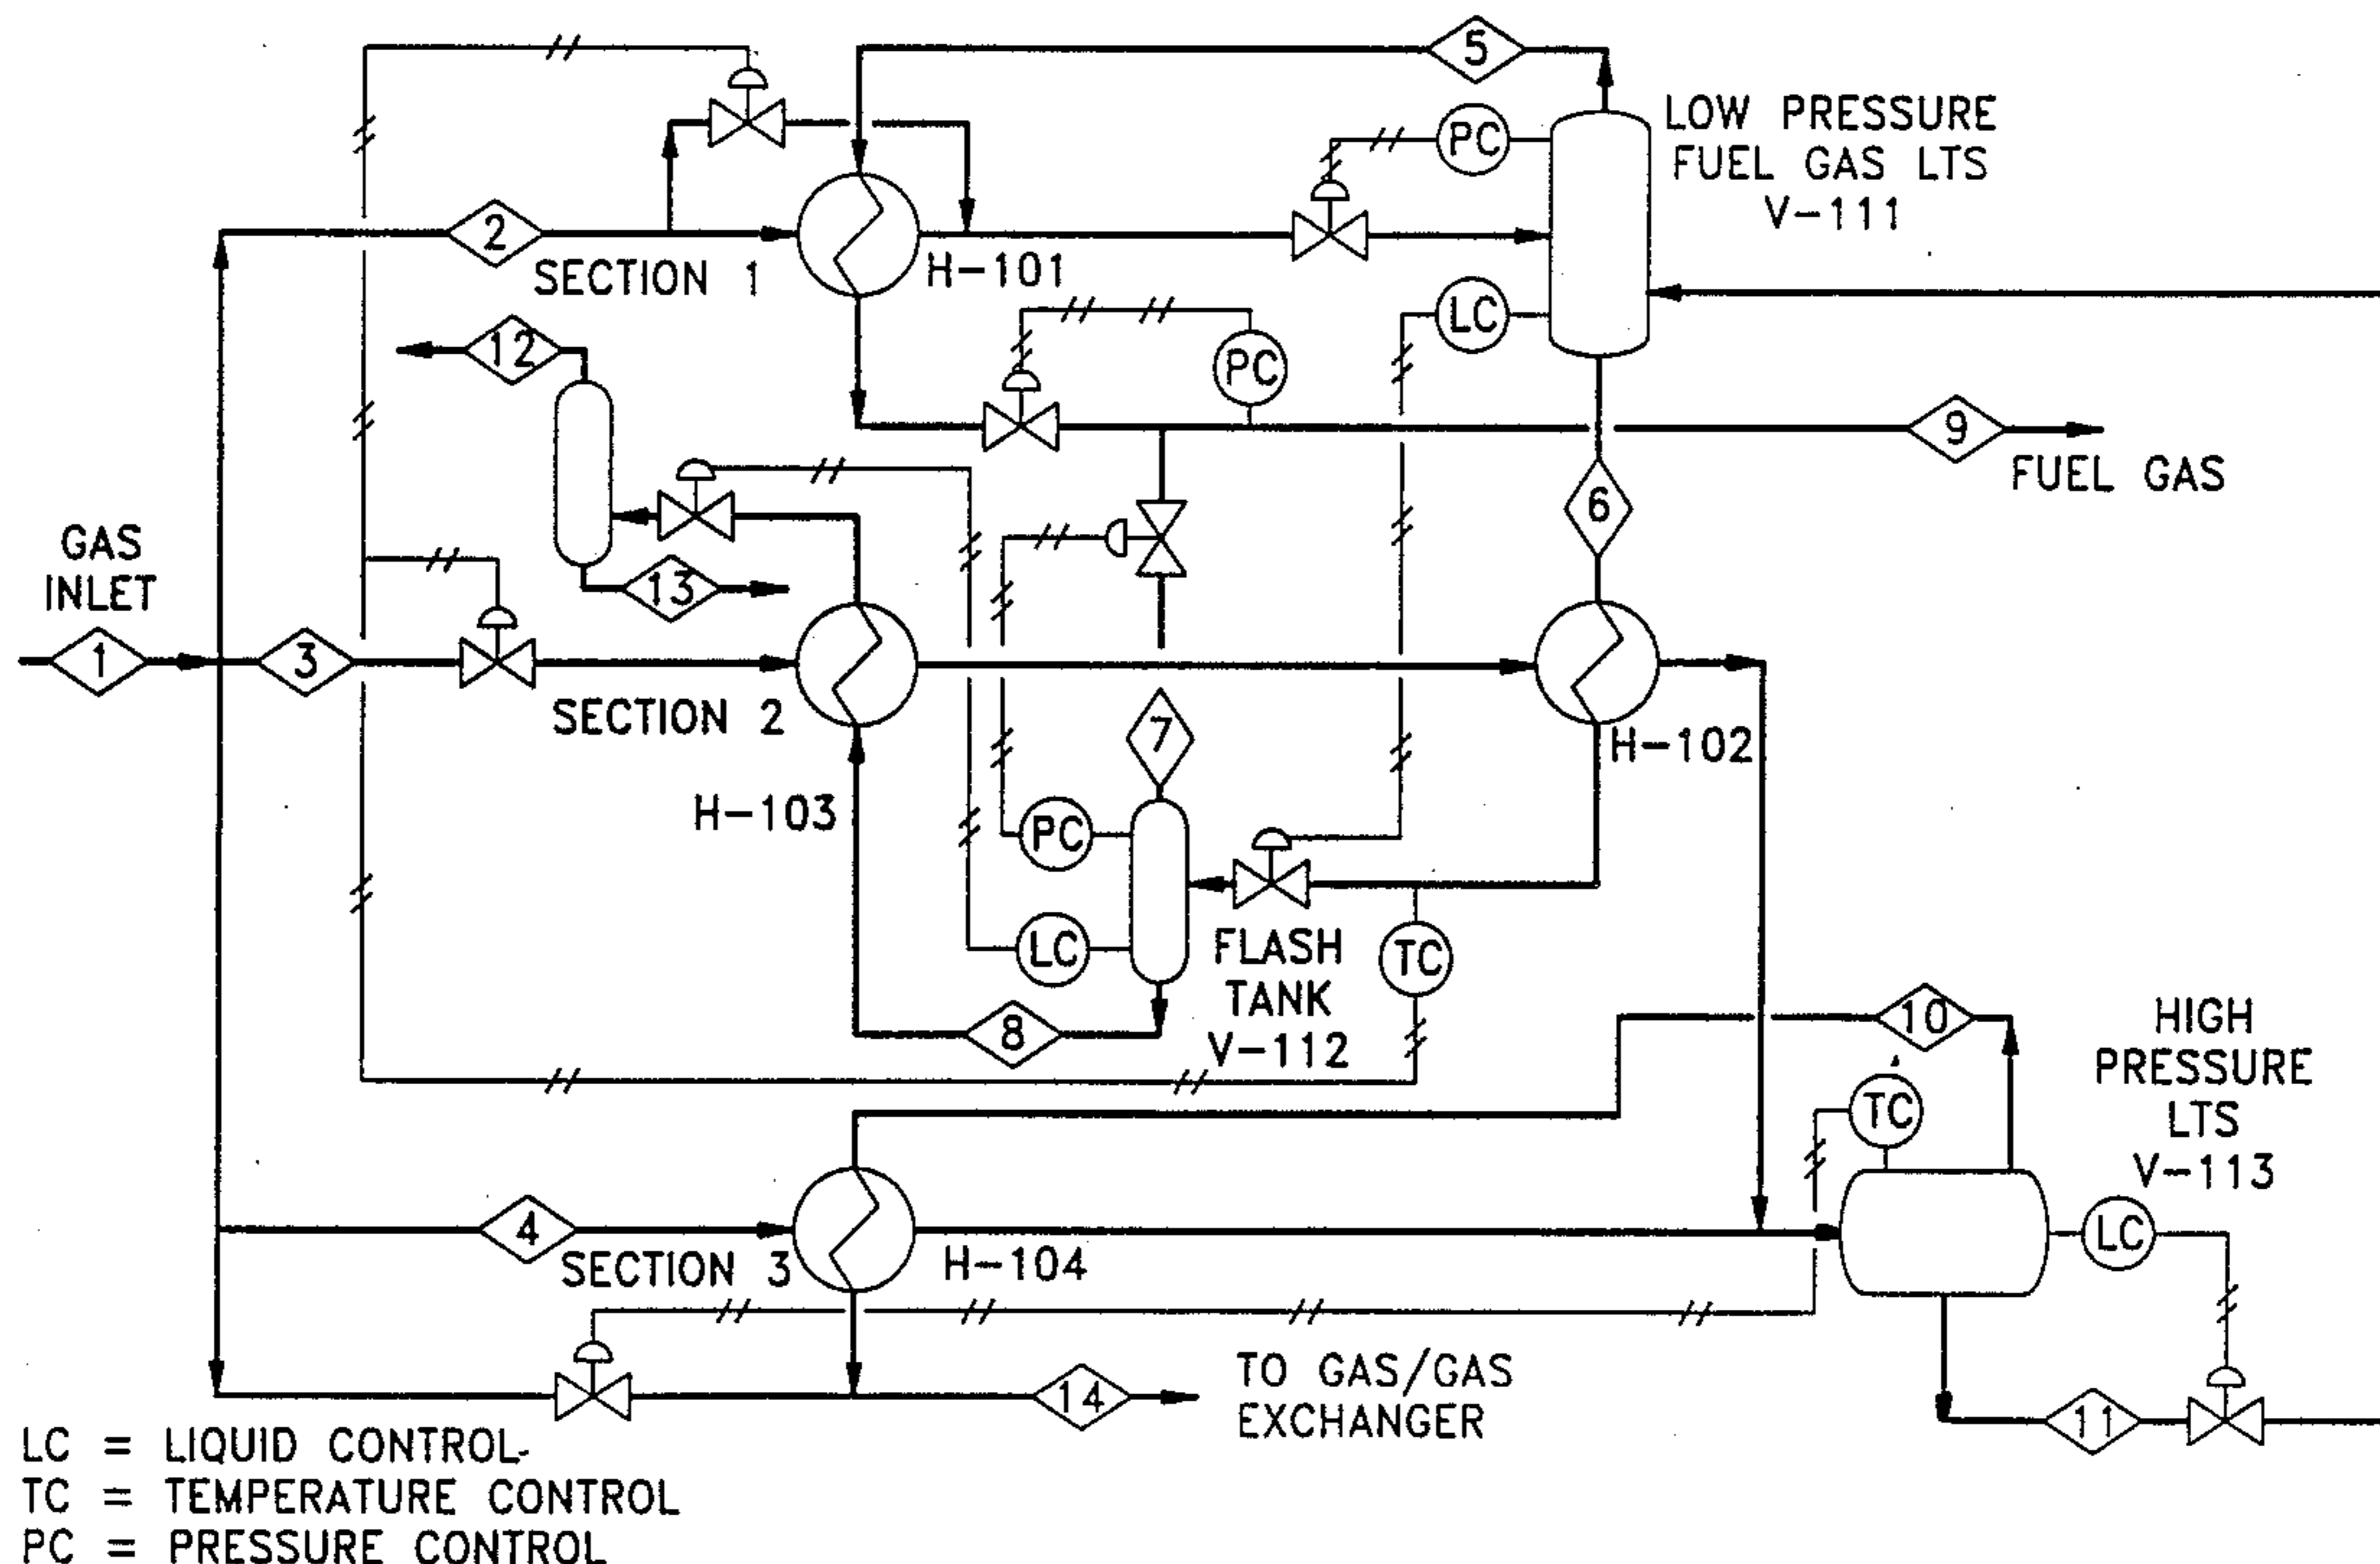 5
PC
LOW PRESSURE
FUEL GAS LTS
V-111
2
SECTION 1
H-101
LC
12
PC
9
FUEL GAS
6
GAS
INLET
13
1
3
SECTION 2
7
H-102
H-103
PC
LC
FLASH
TANK
V-112
TC
8
10
HIGH
PRESSURE
LTS
V-113
TC
4
SECTION 3
H-104
LC
14
TO GAS/GAS
EXCHANGER
11
LC = LIQUID CONTROL
TC = TEMPERATURE CONTROL
PC = PRESSURE CONTROL